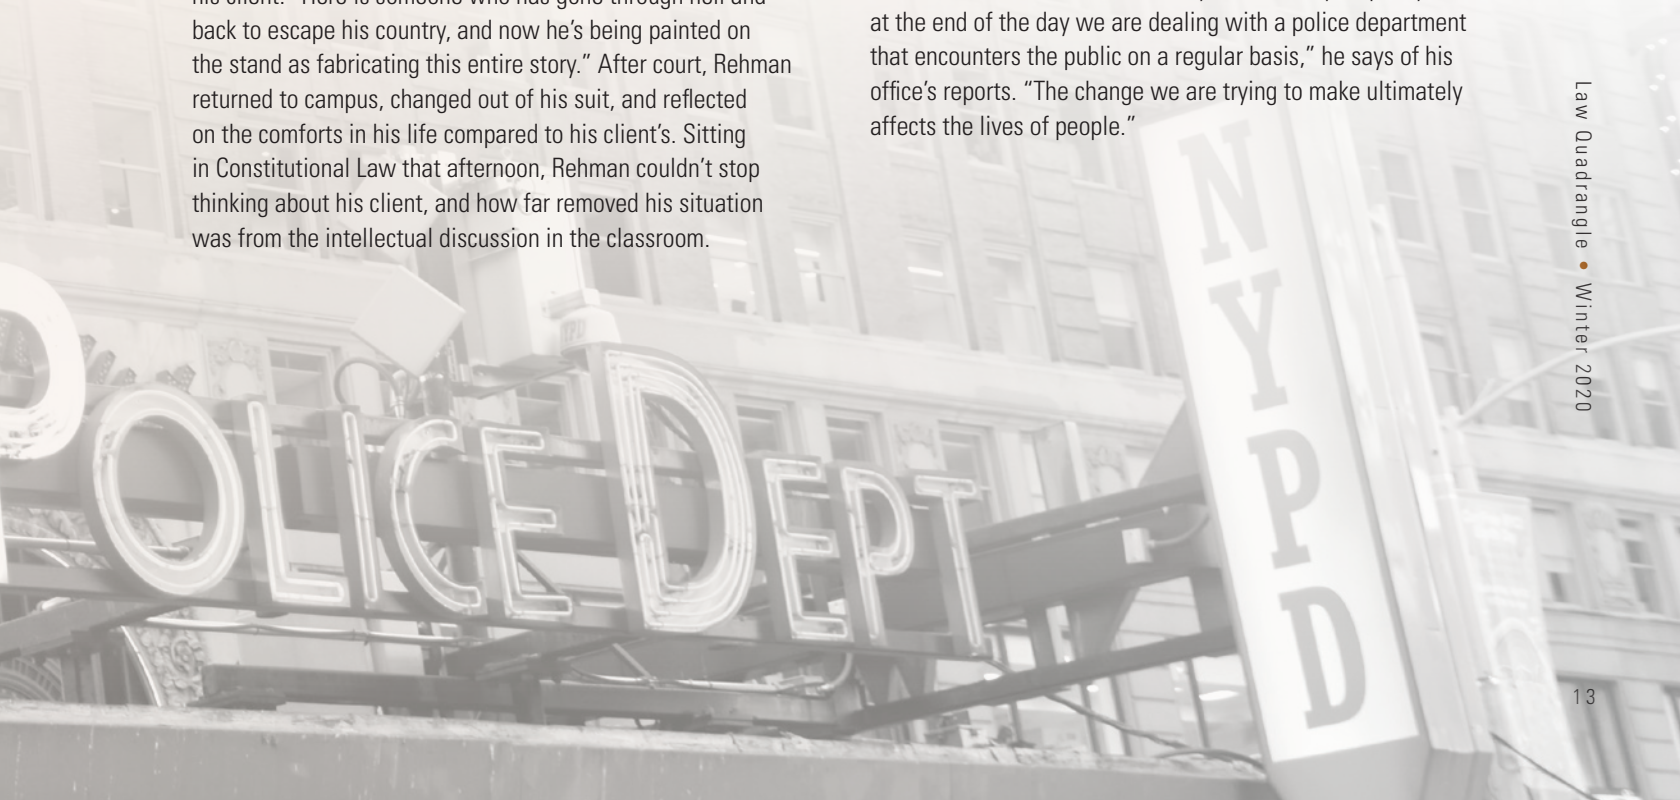 back to escape his country, and now he’s being painted on
the stand as fabricating this entire story.” After court, Rehman
returned to campus, changed out of his suit, and reflected
on the comforts in his life compared to his client’s. Sitting
in Constitutional Law that afternoon, Rehman couldn’t stop
thinking about his client, and how far removed his situation
was from the intellectual discussion in the classroom.
at the end of the day we are dealing with a police department
that encounters the public on a regular basis,” he says of his
office’s reports. “The change we are trying to make ultimately
affects the lives of people.”
Law Quadrangle • Winter 2020
POLICE DEPT
NYPD
13